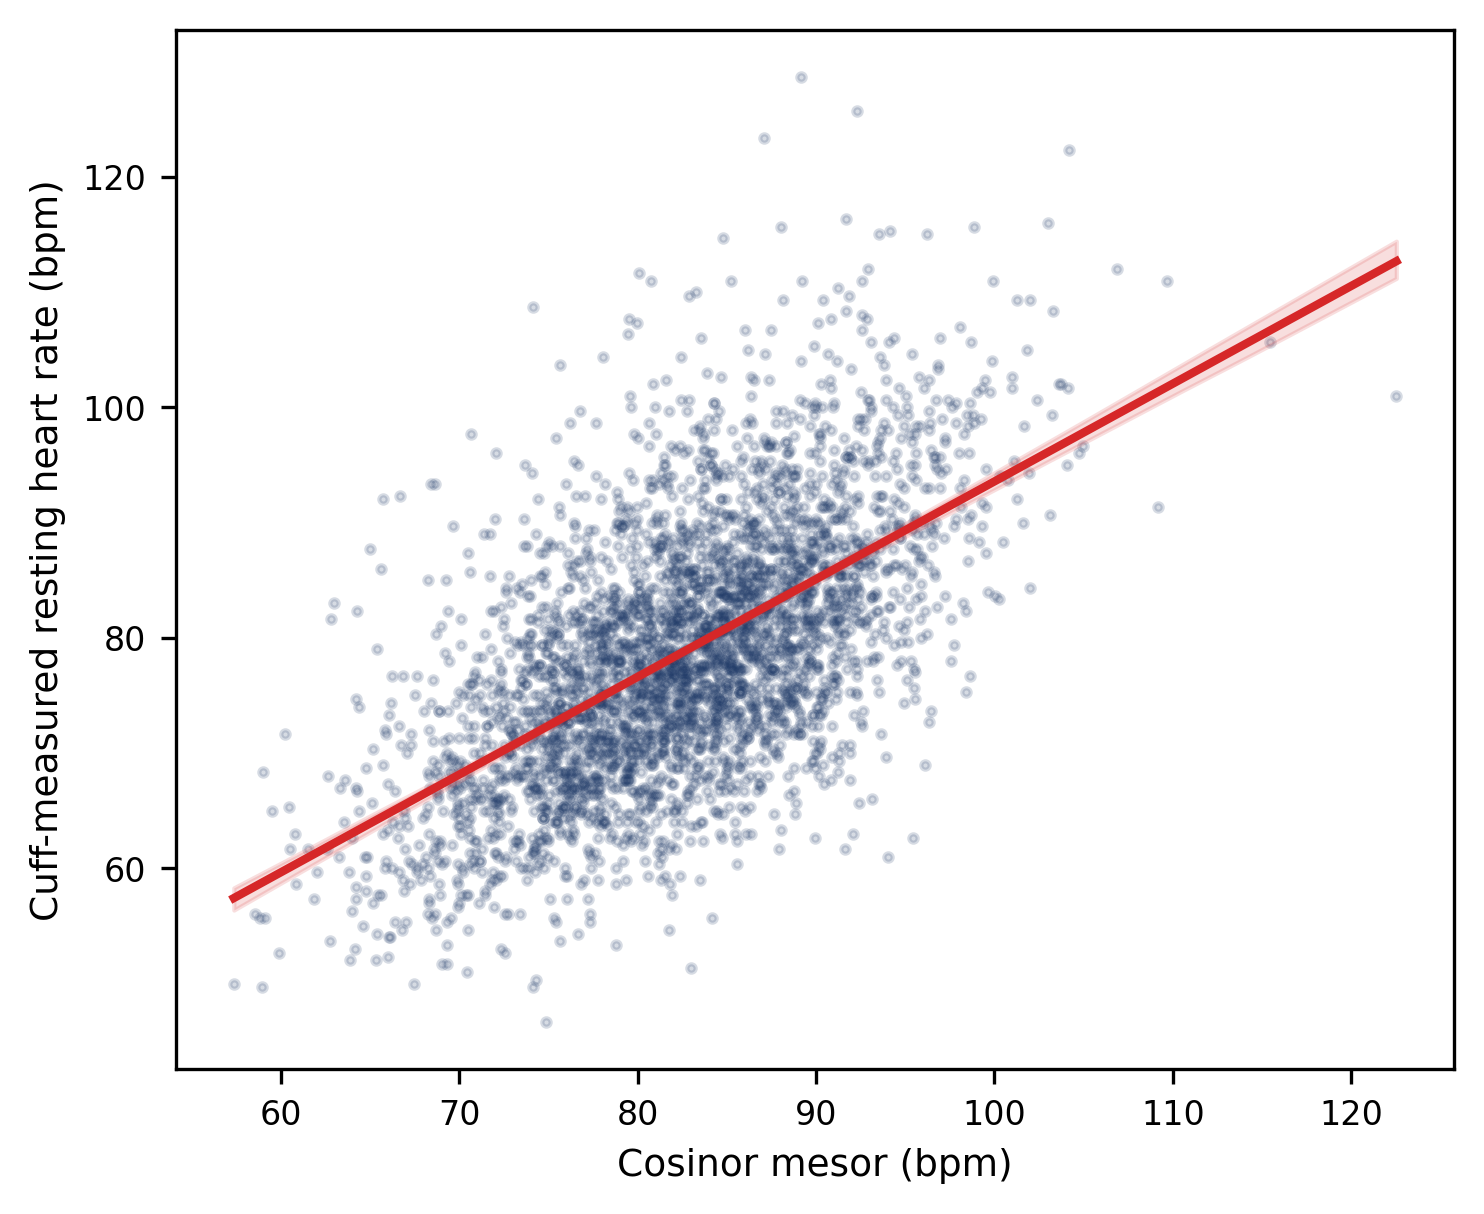 Cuff-measured resting heart rate (bpm)
120
100
80
60
60 70 80 90 100 110 120
Cosinor mesor (bpm)